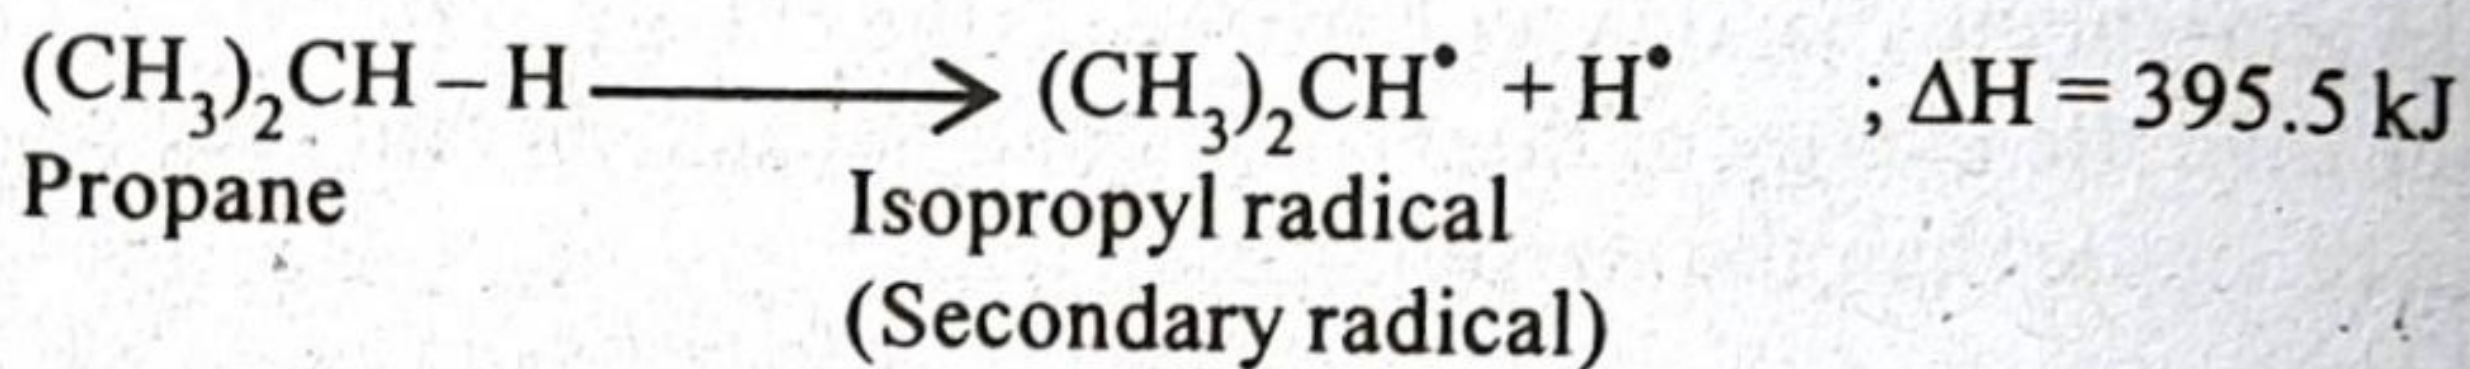 (CH₃)₂CH – H ⟶ (CH₃)₂CH• + H• ; ΔH = 395.5 kJ
Propane Isopropyl radical
(Secondary radical)